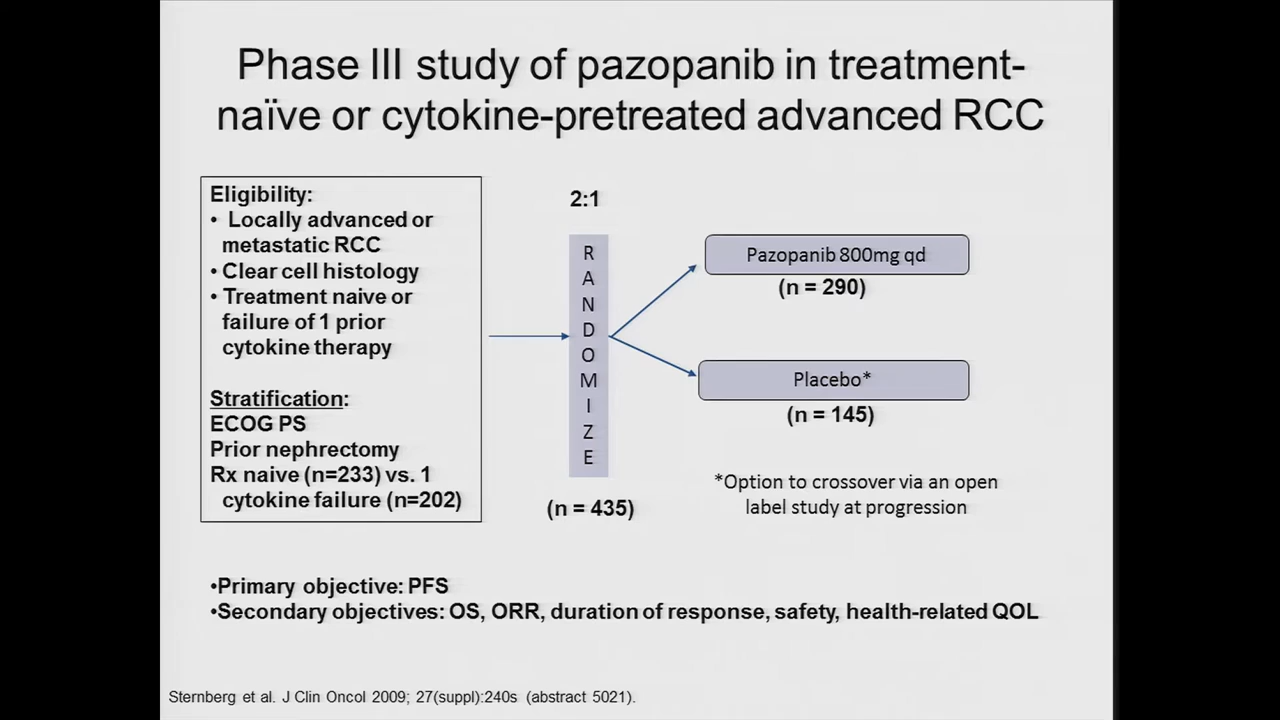 Phase III study of pazopanib in treatment-
naïve or cytokine-pretreated advanced RCC
Eligibility:
• Locally advanced or
metastatic RCC
• Clear cell histology
• Treatment naive or
failure of 1 prior
cytokine therapy
Stratification:
ECOG PS
Prior nephrectomy
Rx naive (n=233) vs. 1
cytokine failure (n=202)
2:1
R
A
N
D
O
M
I
Z
E
(n = 435)
Pazopanib 800mg qd
(n = 290)
Placebo*
(n = 145)
*Option to crossover via an open
label study at progression
•Primary objective: PFS
•Secondary objectives: OS, ORR, duration of response, safety, health-related QOL
Sternberg et al. J Clin Oncol 2009; 27(suppl):240s (abstract 5021).